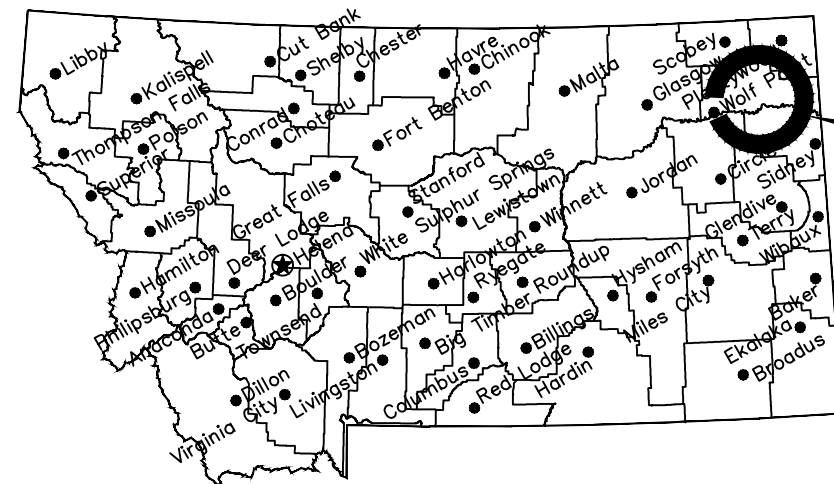 Libby
Cut Bank
Shelby
Chester
Havre
Chinook
Scobey
Kalispell
Malta
Glasgow
Wolf Point
Thompson Falls
Polson
Conrad
Choteau
Fort Benton
Superior
Missoula
Great Falls
Stanford
Lewistown
Winnett
Jordan
Sidney
Glendive
Terry
Wibaux
Hamilton
Deer Lodge
Helena
White Sulphur Springs
Harlowton
Ryegate
Roundup
Hysham
Forsyth
Miles City
Baker
Philipsburg
Anaconda
Butte
Boulder
Townsend
Bozeman
Big Timber
Billings
Ekalaka
Broadus
Dillon
Virginia City
Livingston
Columbus
Red Lodge
Hardin